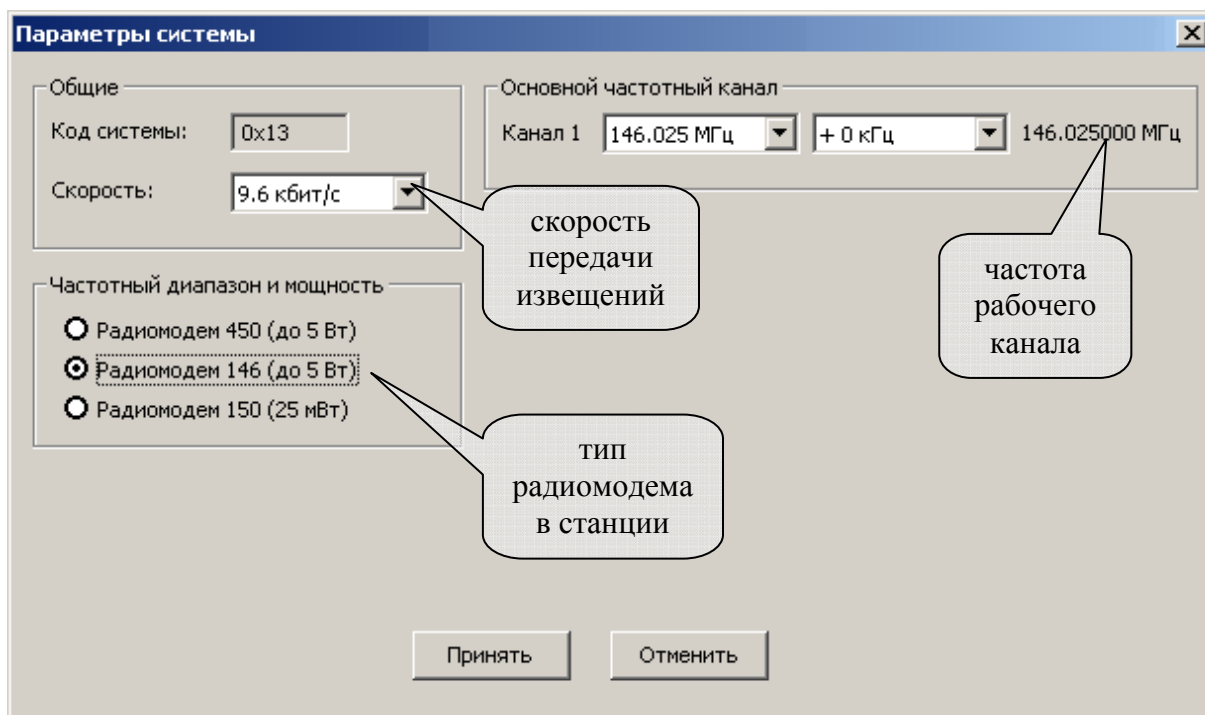 Параметры системы
Общие
Код системы: 0x13
Скорость: 9.6 кбит/с
Основной частотный канал
Канал 1 146.025 МГц + 0 кГц 146.025000 МГц
скорость
передачи
извещений
частота
рабочего
канала
Частотный диапазон и мощность
Радиомодем 450 (до 5 Вт)
Радиомодем 146 (до 5 Вт)
Радиомодем 150 (25 мВт)
тип
радиомодема
в станции
Принять Отменить